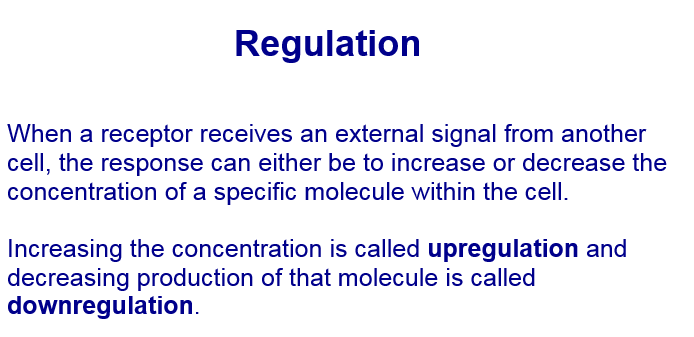 Regulation
When a receptor receives an external signal from another
cell, the response can either be to increase or decrease the
concentration of a specific molecule within the cell.
Increasing the concentration is called upregulation and
decreasing production of that molecule is called
downregulation.